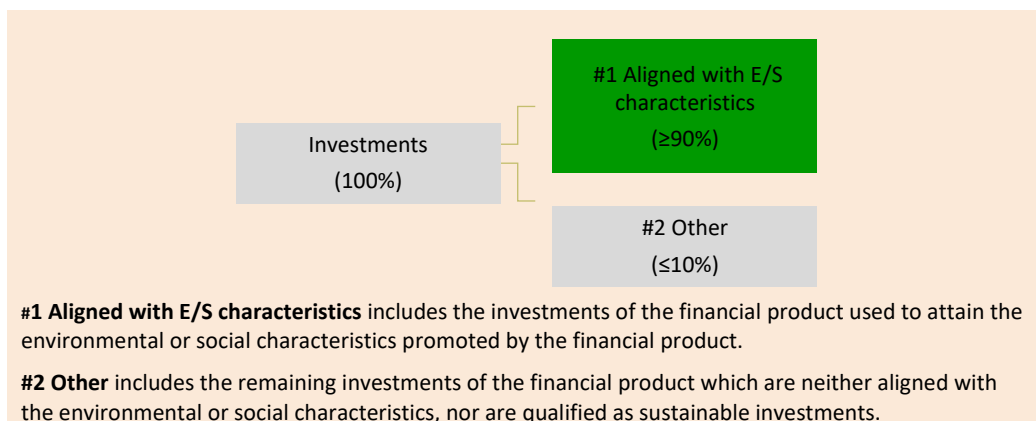 #1 Aligned with E/S
characteristics
(≥90%)
Investments
(100%)
#2 Other
(≤10%)
#1 Aligned with E/S characteristics includes the investments of the financial product used to attain the
environmental or social characteristics promoted by the financial product.
#2 Other includes the remaining investments of the financial product which are neither aligned with
the environmental or social characteristics, nor are qualified as sustainable investments.